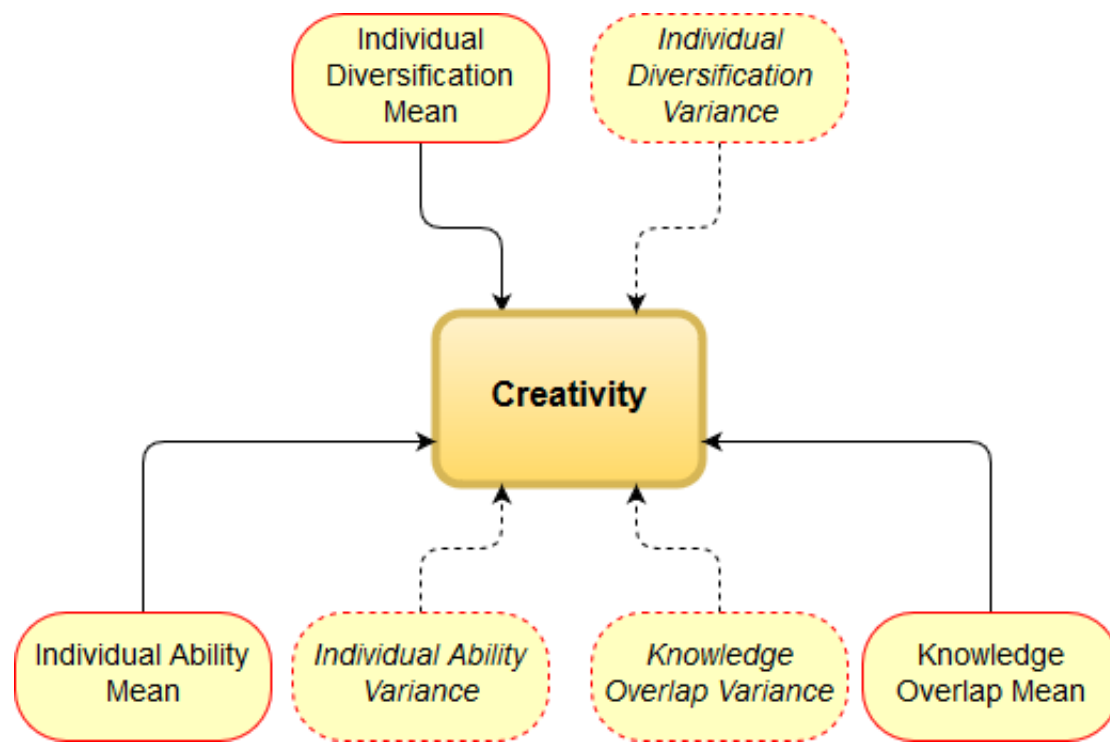 Individual
Diversification
Mean
Individual
Diversification
Variance
Creativity
Individual Ability
Mean
Individual Ability
Variance
Knowledge
Overlap Variance
Knowledge
Overlap Mean